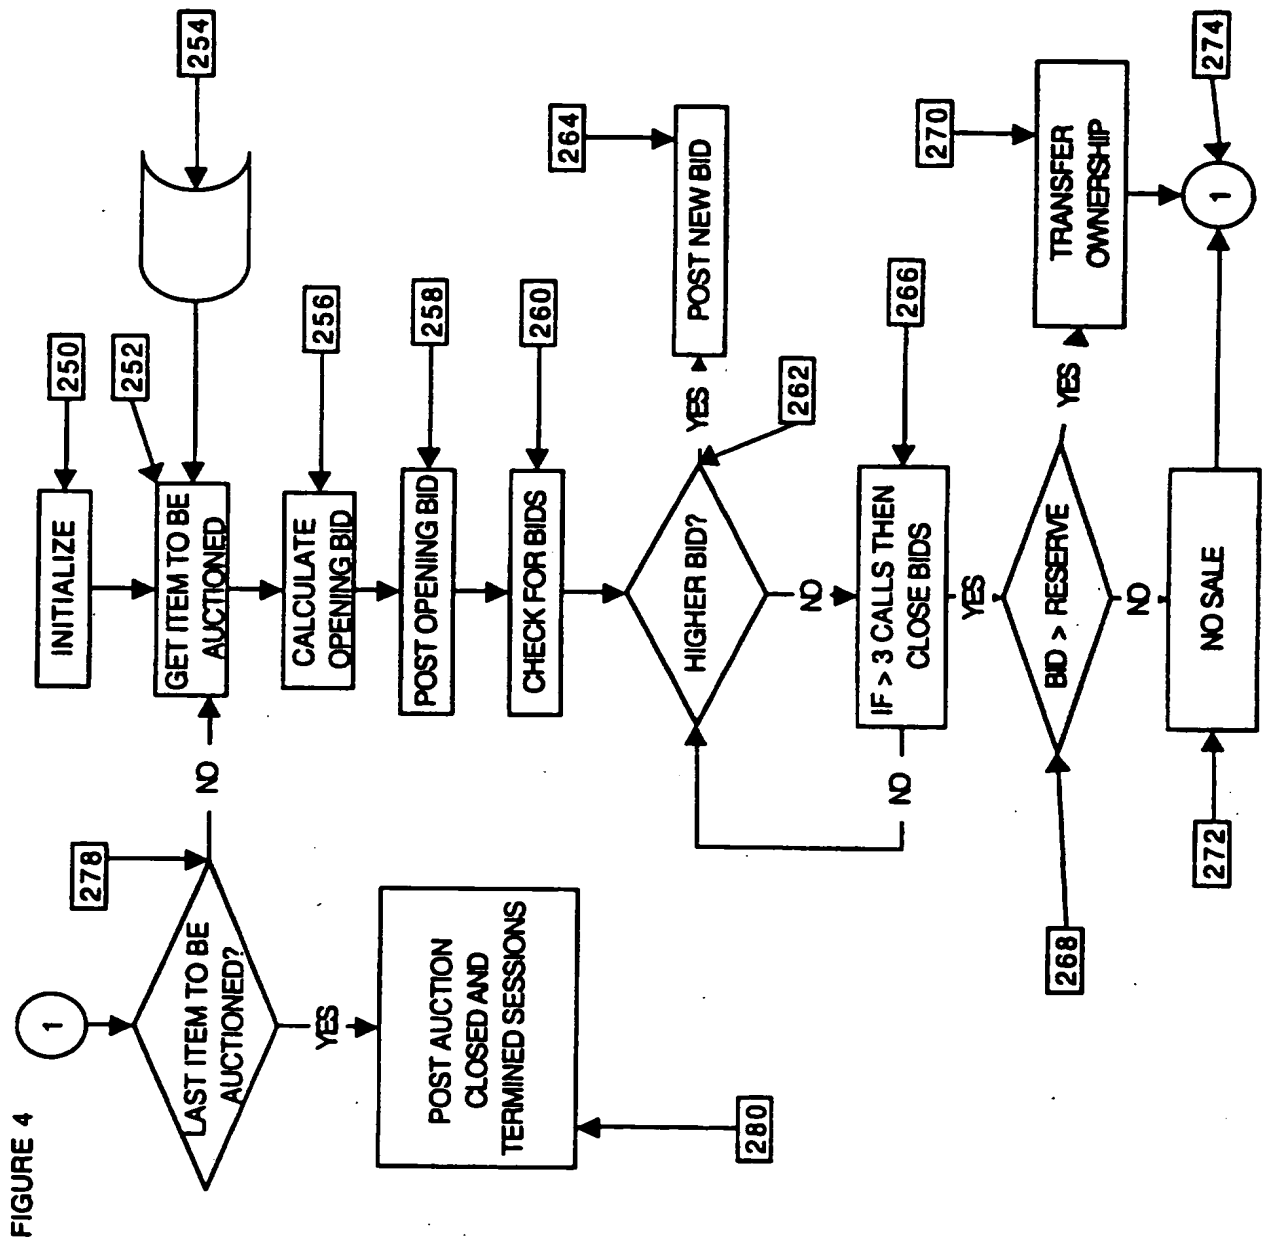 FIGURE 4
1
278
LAST ITEM TO BE
AUCTIONED?
NO
YES
POST AUCTION
CLOSED AND
TERMINED SESSIONS
280
INITIALIZE
250
252
254
GET ITEM TO BE
AUCTIONED
CALCULATE
OPENING BID
256
POST OPENING BID
258
CHECK FOR BIDS
260
HIGHER BID?
262
YES
POST NEW BID
264
NO
IF > 3 CALLS THEN
CLOSE BIDS
266
NO
YES
BID > RESERVE
268
YES
TRANSFER
OWNERSHIP
270
NO
NO SALE
272
1
274